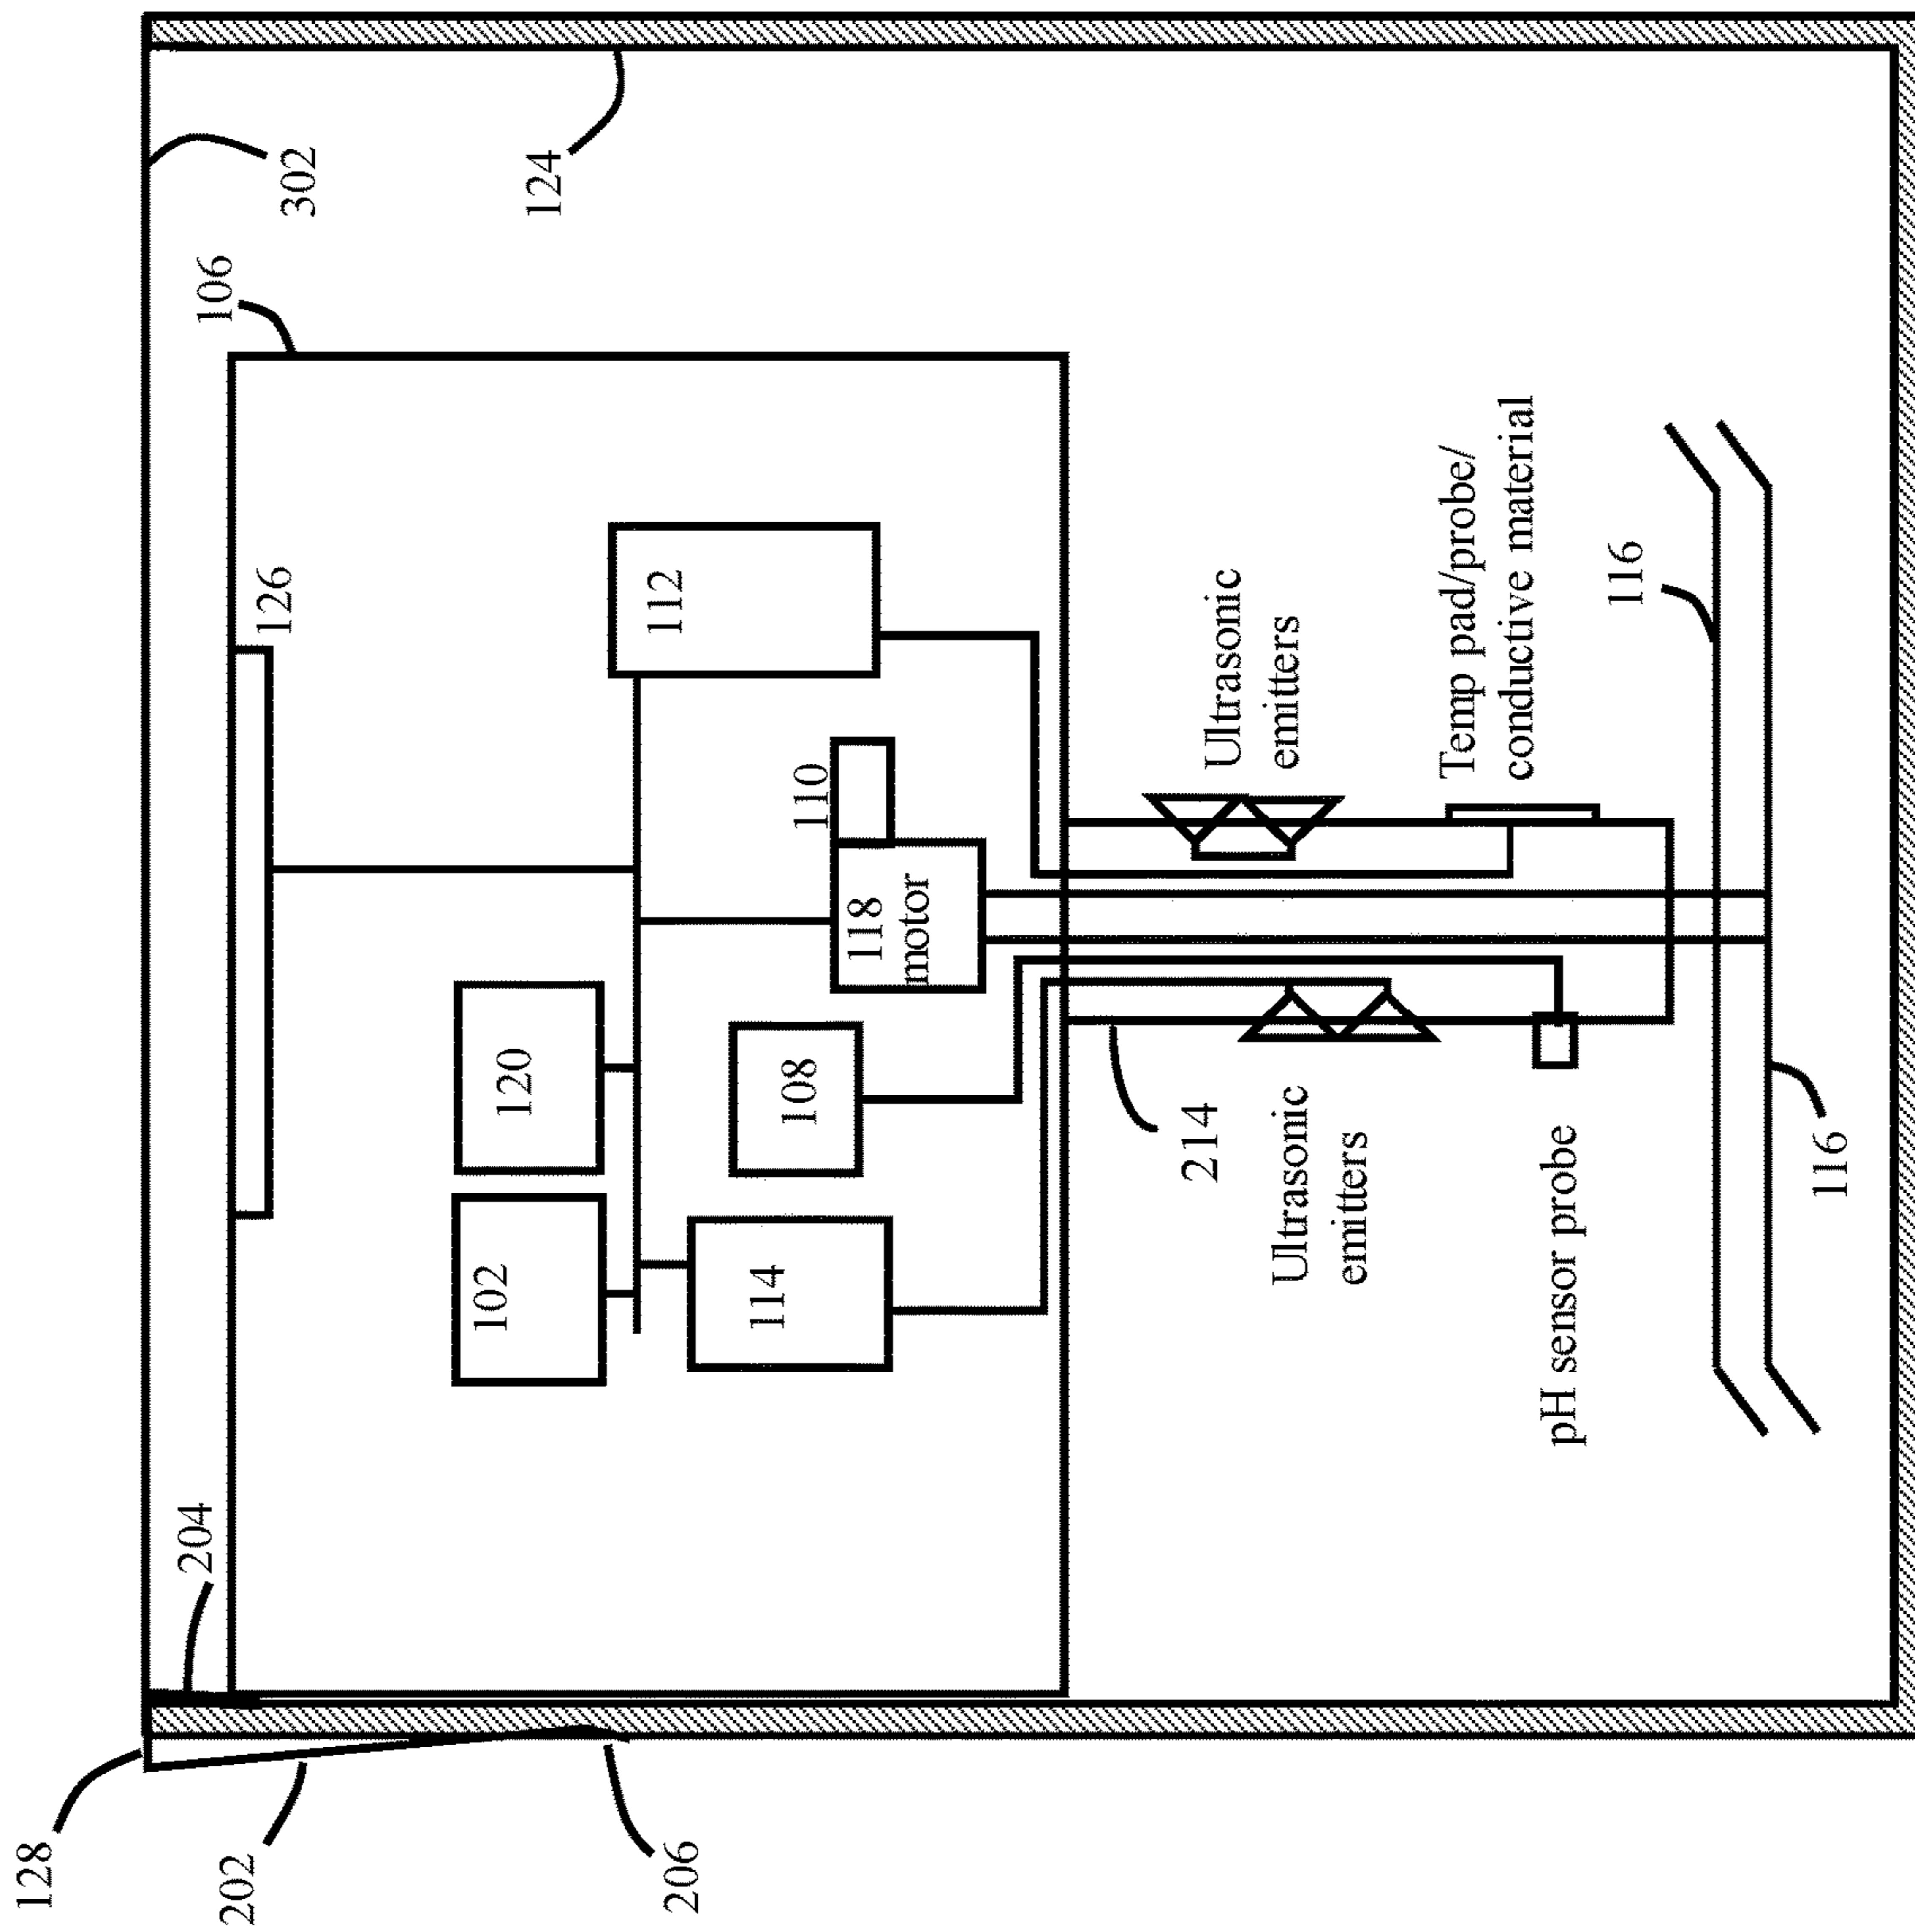 128
202
204
206
302
124
106
126
102
120
114
108
118
motor
110
112
214
Ultrasonic
emitters
Ultrasonic
emitters
pH sensor probe
Temp pad/probe/
conductive material
116
116